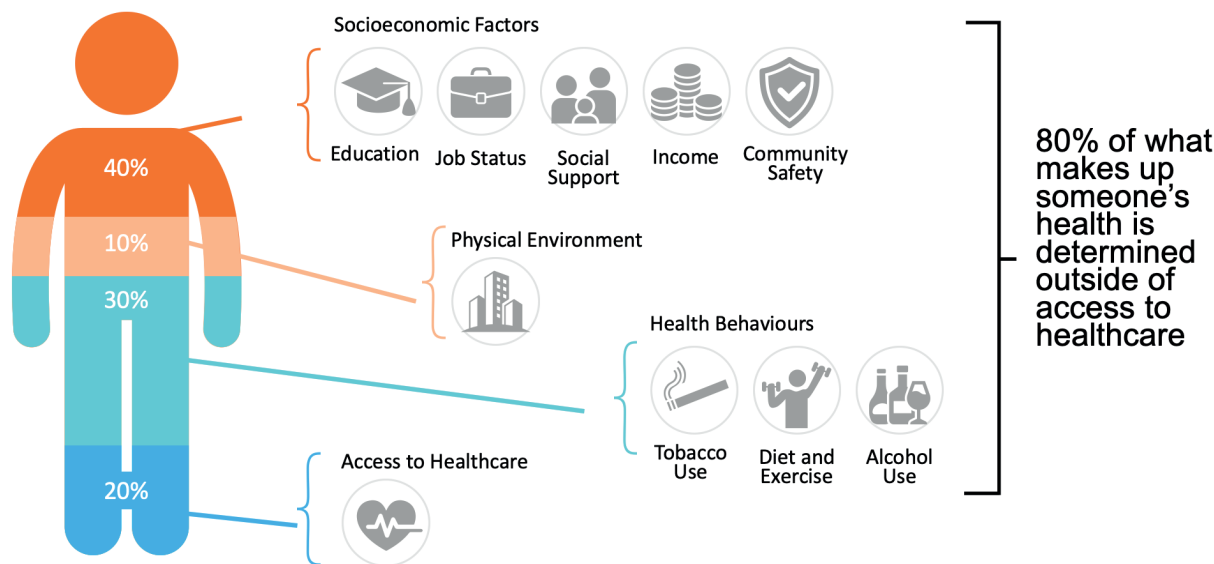 Socioeconomic Factors
Education
Job Status
Social
Support
Income
Community
Safety
40%
10%
Physical Environment
30%
Health Behaviours
Tobacco
Use
Diet and
Exercise
Alcohol
Use
Access to Healthcare
20%
80% of what
makes up
someone's
health is
determined
outside of
access to
healthcare